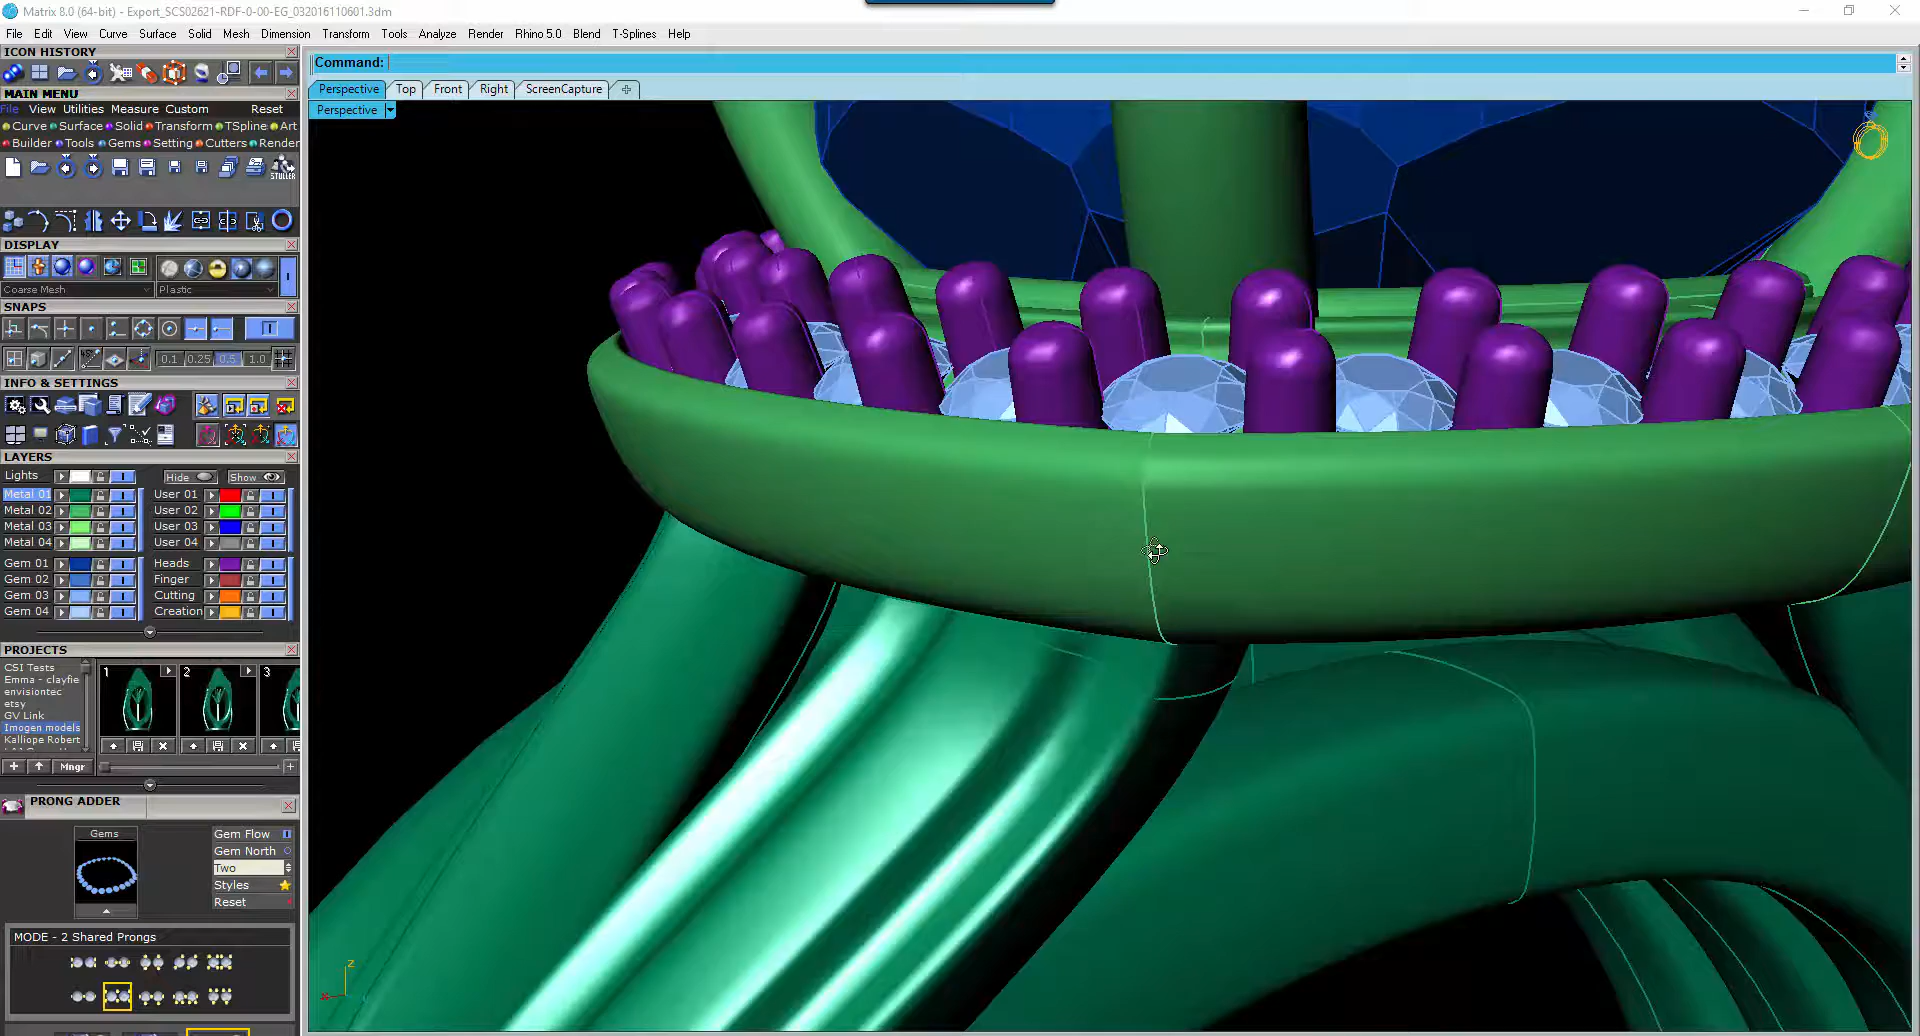 Matrix 8.0 (64-bit) - Export_SCS02621-RDF-0-00-EG_032016110601.3dm
File Edit View Curve Surface Solid Mesh Dimension Transform Tools Analyze Render Rhino 5.0 Blend T-Splines Help
ICON HISTORY
Command:
MAIN MENU
Perspective Top Front Right ScreenCapture
File View Utilities Measure Custom Reset
Perspective
Curve Surface Solid Transform TSpline Art
Builder Tools Gems Setting Cutters Render
STULLER
DISPLAY
Coarse Mesh Plastic
SNAPS
0.1 0.25 0.5 1.0
INFO & SETTINGS
LAYERS
Lights Hide Show
Metal 01 User 01
Metal 02 User 02
Metal 03 User 03
Metal 04 User 04
Gem 01 Heads
Gem 02 Finger
Gem 03 Cutting
Gem 04 Creation
PROJECTS
CSI Tests
Emma - clayfie
envisiontec
etsy
GV Link
Imogen models
Kalliope Robert
1 2 3
Mngr
PRONG ADDER
Gems
Gem Flow
Gem North
Two
Styles
Reset
MODE - 2 Shared Prongs
z
x